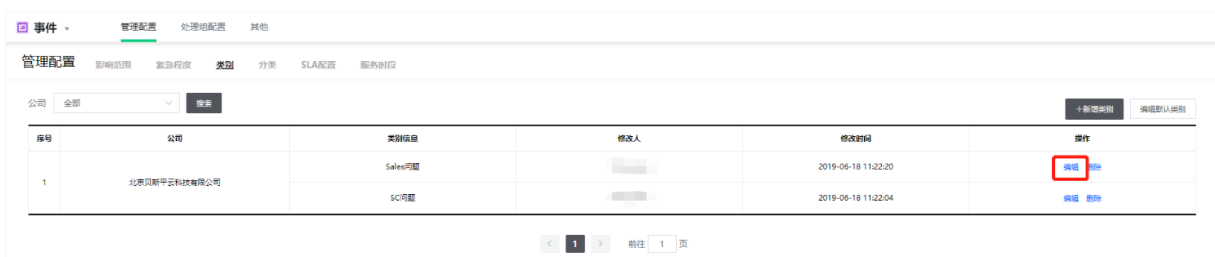 事件 管理配置 处理组配置 其他
管理配置 影响范围 紧急程度 类别 分类 SLA配置 服务时间
公司 全部 搜索 +新增类别 编辑默认类别
序号 公司 类别信息 修改人 修改时间 操作
Sales问题 2019-06-18 11:22:20 编辑 删除
1 北京贝斯平云科技有限公司
SC问题 2019-06-18 11:22:04 编辑 删除
< 1 > 前往 1 页